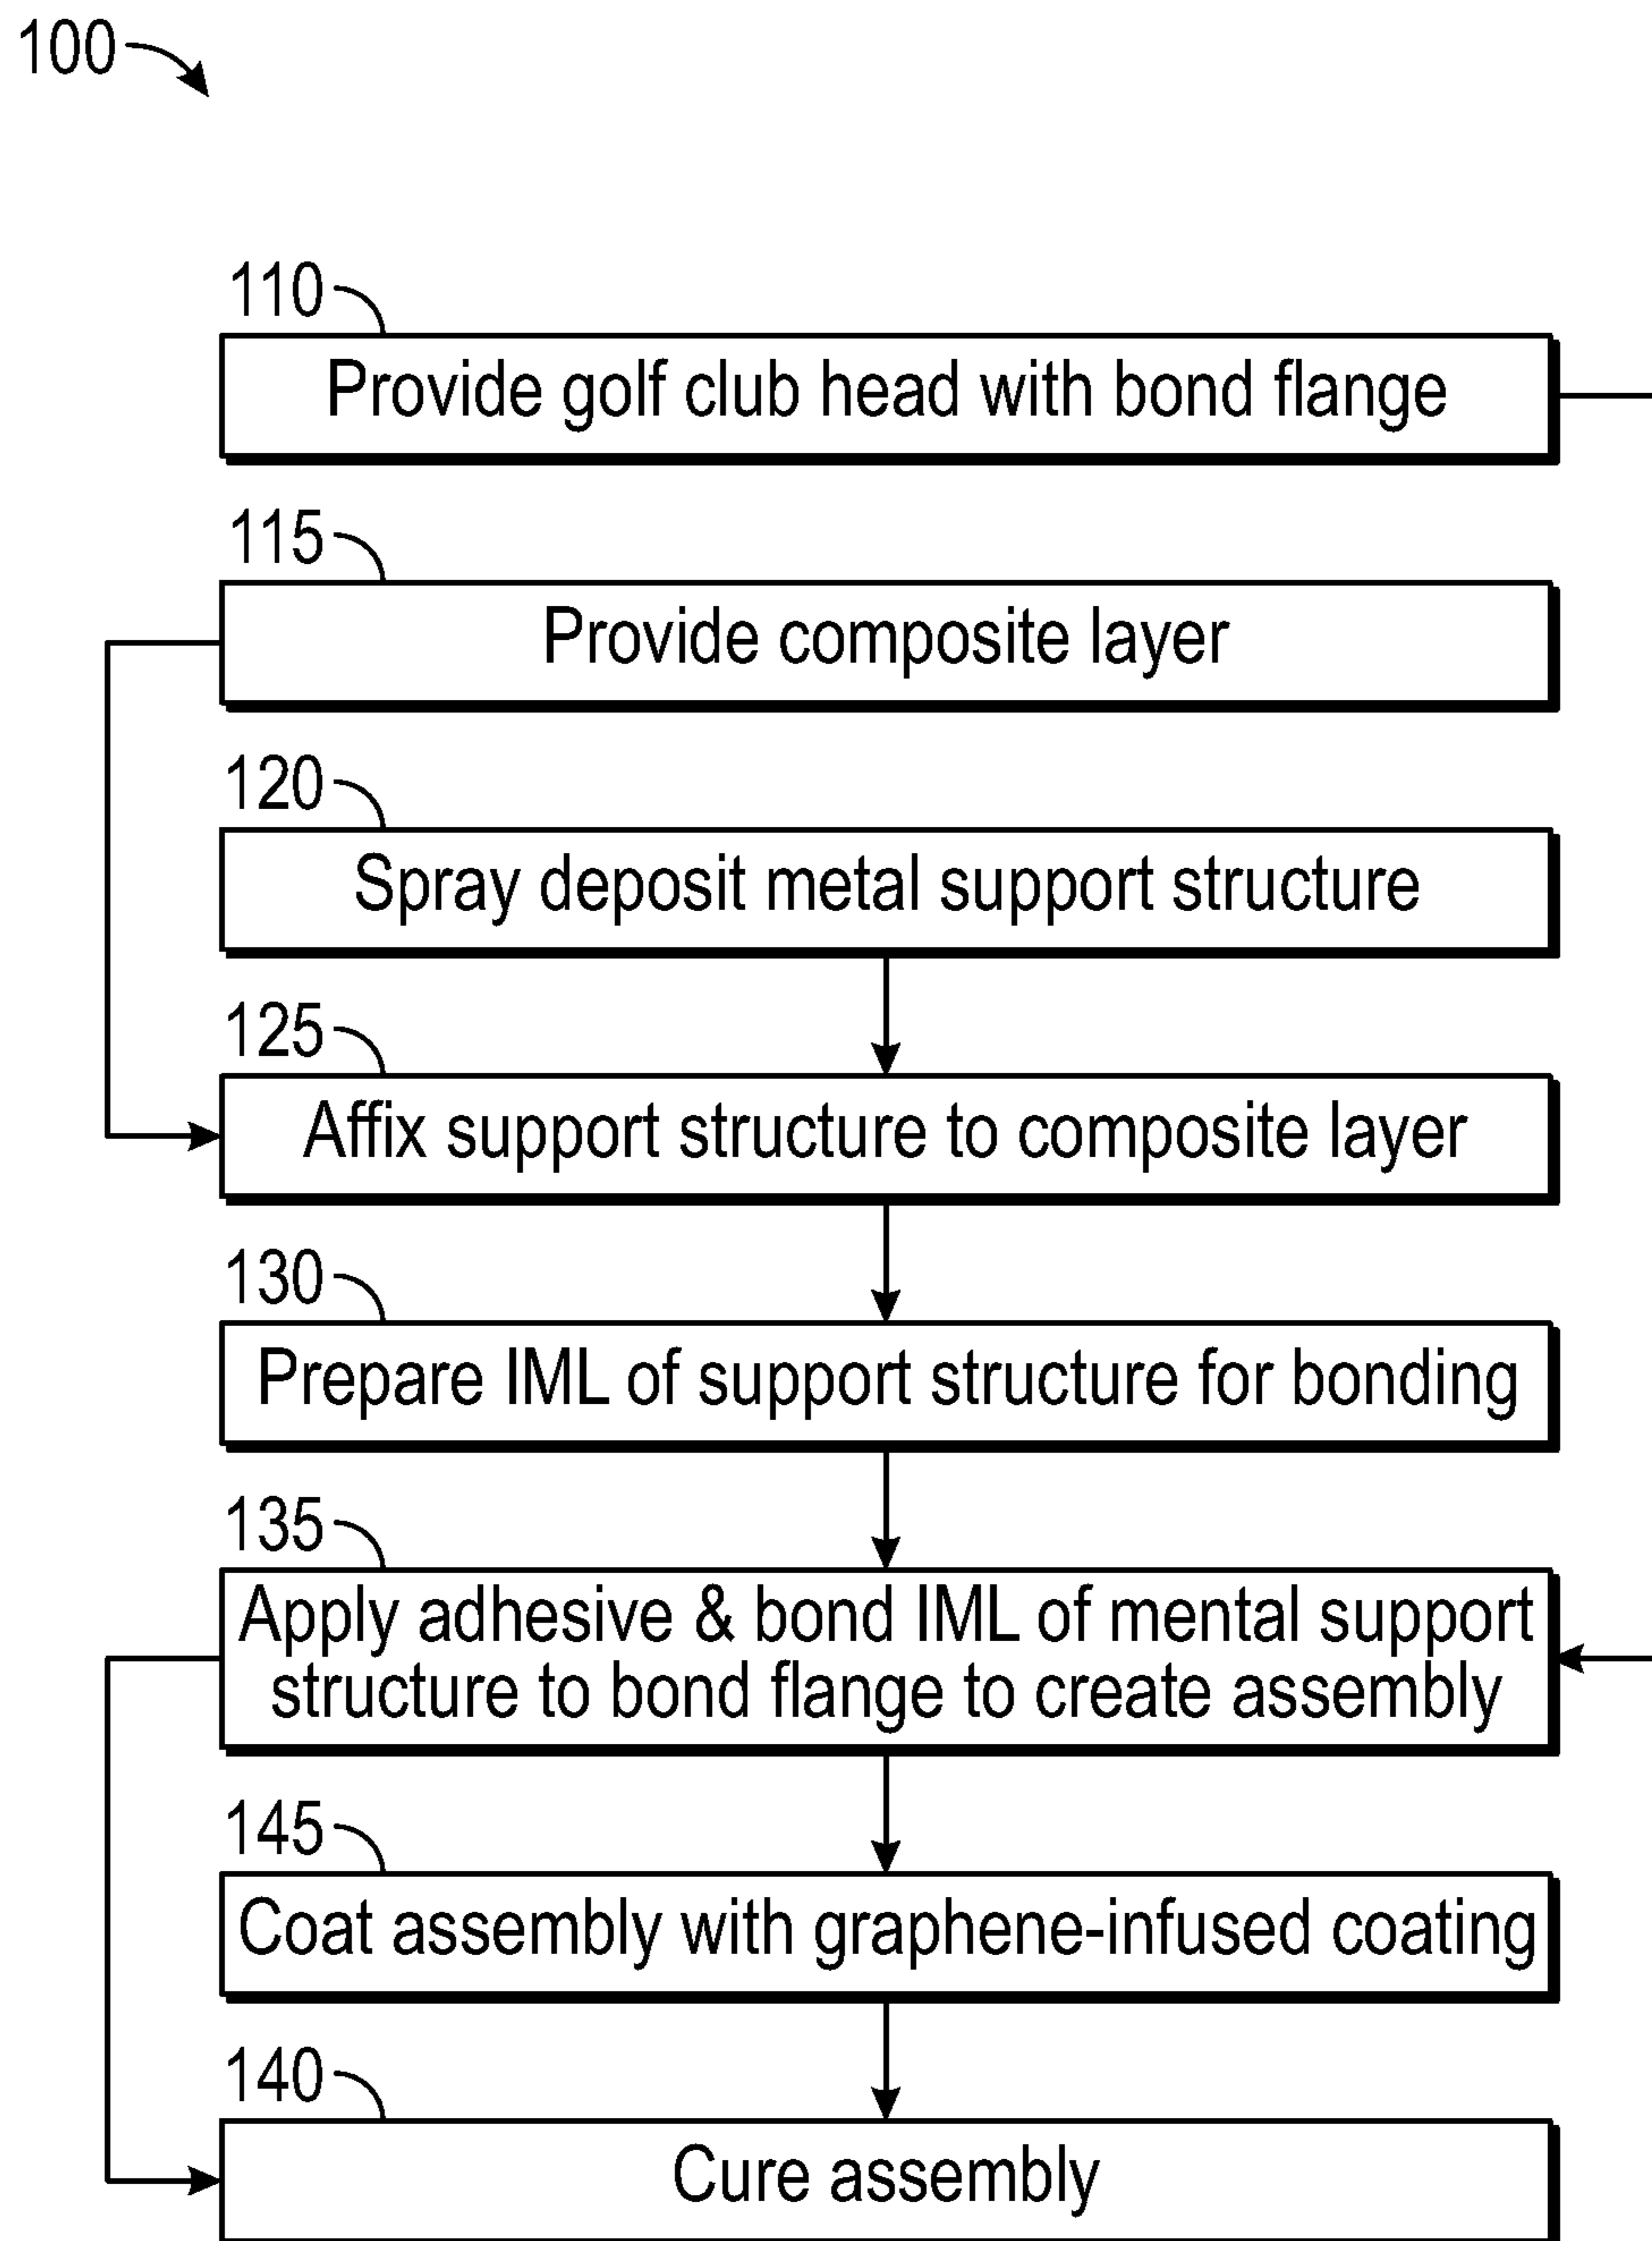 100
110
Provide golf club head with bond flange
115
Provide composite layer
120
Spray deposit metal support structure
125
Affix support structure to composite layer
130
Prepare IML of support structure for bonding
135
Apply adhesive & bond IML of mental support
structure to bond flange to create assembly
145
Coat assembly with graphene-infused coating
140
Cure assembly